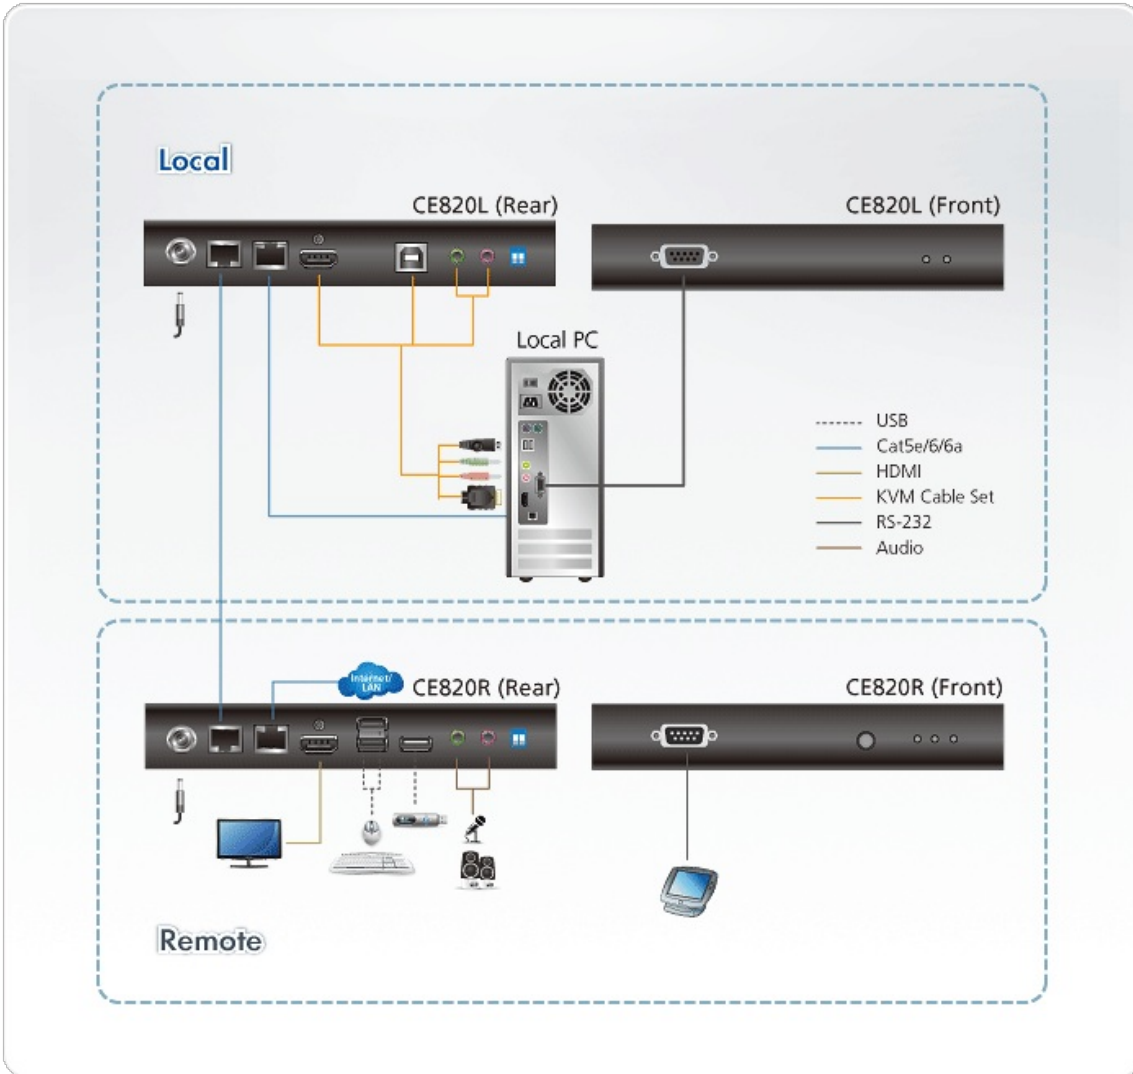 Local
CE820L (Rear)
CE820L (Front)
Local PC
USB
Cat5e/6/6a
HDMI
KVM Cable Set
RS-232
Audio
Internet/
LAN
CE820R (Rear)
CE820R (Front)
Remote